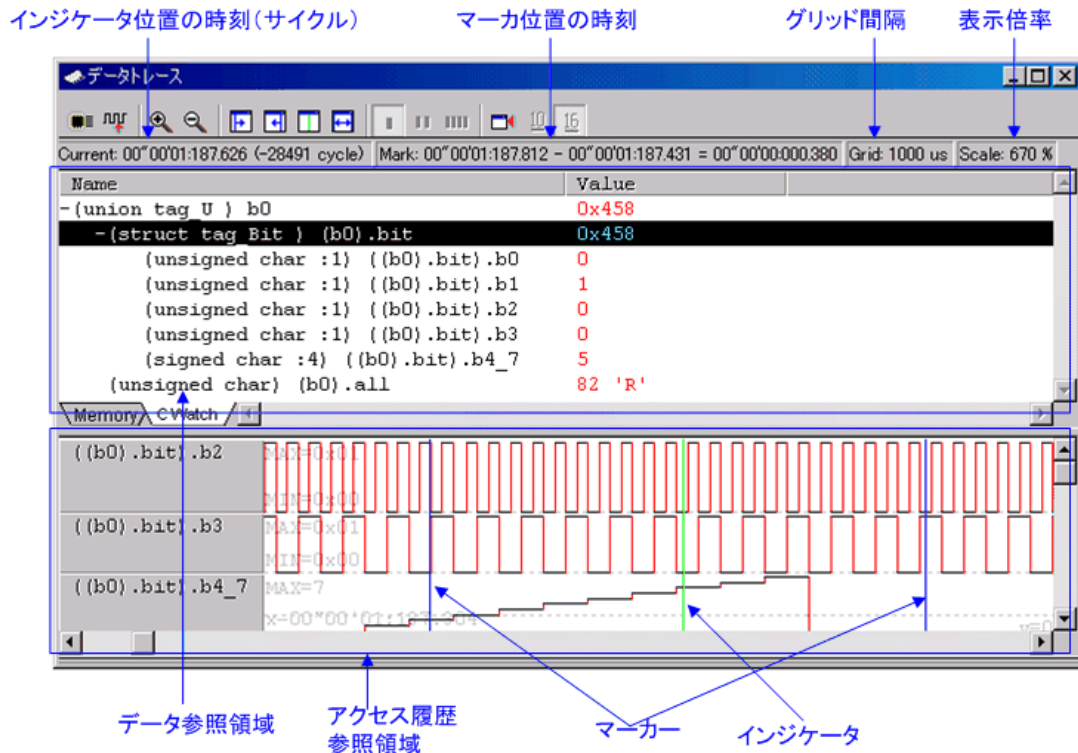 インジケータ位置の時刻(サイクル)
マーカ位置の時刻
グリッド間隔
表示倍率
データトレース
10 16
Current: 00"00'01:187.626 (-28491 cycle) Mark: 00"00'01:187.812 - 00"00'01:187.431 = 00"00'00:000.380 Grid: 1000 us Scale: 670 %
Name Value
-(union tag_U ) b0 0x458
-(struct tag_Bit ) (b0).bit 0x458
(unsigned char :1) ((b0).bit).b0 0
(unsigned char :1) ((b0).bit).b1 1
(unsigned char :1) ((b0).bit).b2 0
(unsigned char :1) ((b0).bit).b3 0
(signed char :4) ((b0).bit).b4_7 5
(unsigned char) (b0).all 82 'R'
Memory C Watch
((b0).bit).b2 MAX=0x01
MIN=0x00
((b0).bit).b3 MAX=0x01
MIN=0x00
((b0).bit).b4_7 MAX=7
データ参照領域
アクセス履歴
参照領域
マーカー
インジケータ